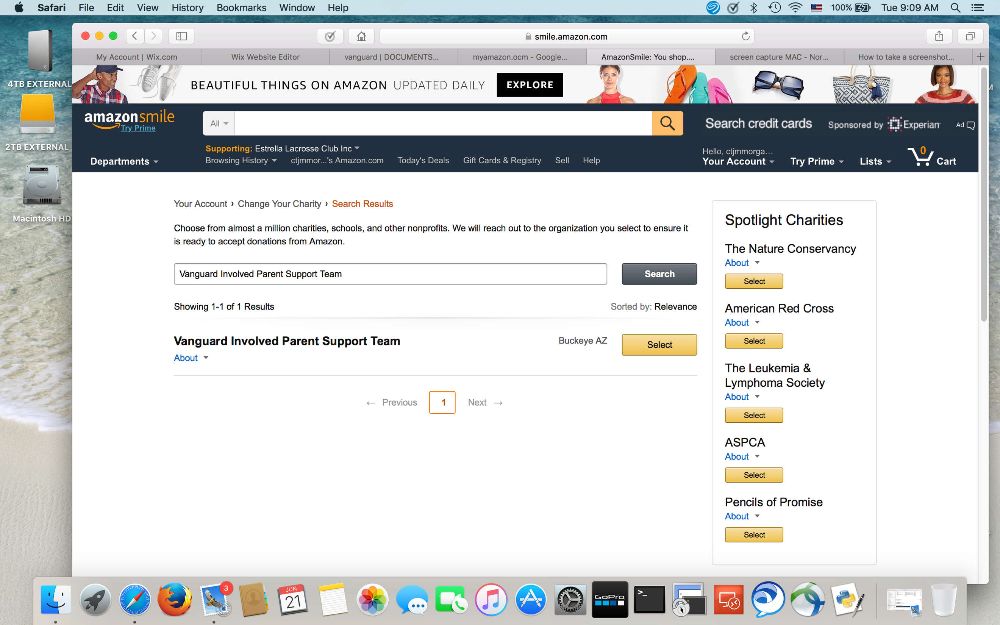 Safari File Edit View History Bookmarks Window Help 100% Tue 9:09 AM
smile.amazon.com
My Account | Wix.com Wix Website Editor vanguard | DOCUMENTS... myamazon.ocm - Google... AmazonSmile: You shop.... screen capture MAC - Nor... How to take a screenshot...
4TB EXTERNAL
2TB EXTERNAL
Macintosh HD
BEAUTIFUL THINGS ON AMAZON UPDATED DAILY EXPLORE
amazonsmile
Try Prime
All
Search credit cards Sponsored by Experian Ad
Supporting: Estrella Lacrosse Club Inc
Departments
Browsing History ctjmmor...'s Amazon.com Today's Deals Gift Cards & Registry Sell Help
Hello, ctjmmorga...
Your Account Try Prime Lists 0 Cart
Your Account › Change Your Charity › Search Results
Choose from almost a million charities, schools, and other nonprofits. We will reach out to the organization you select to ensure it
is ready to accept donations from Amazon.
Vanguard Involved Parent Support Team Search
Showing 1-1 of 1 Results Sorted by: Relevance
Vanguard Involved Parent Support Team Buckeye AZ Select
About
← Previous 1 Next →
Spotlight Charities
The Nature Conservancy
About
Select
American Red Cross
About
Select
The Leukemia &
Lymphoma Society
About
Select
ASPCA
About
Select
Pencils of Promise
About
Select
3
JUN
21
GoPro
>_